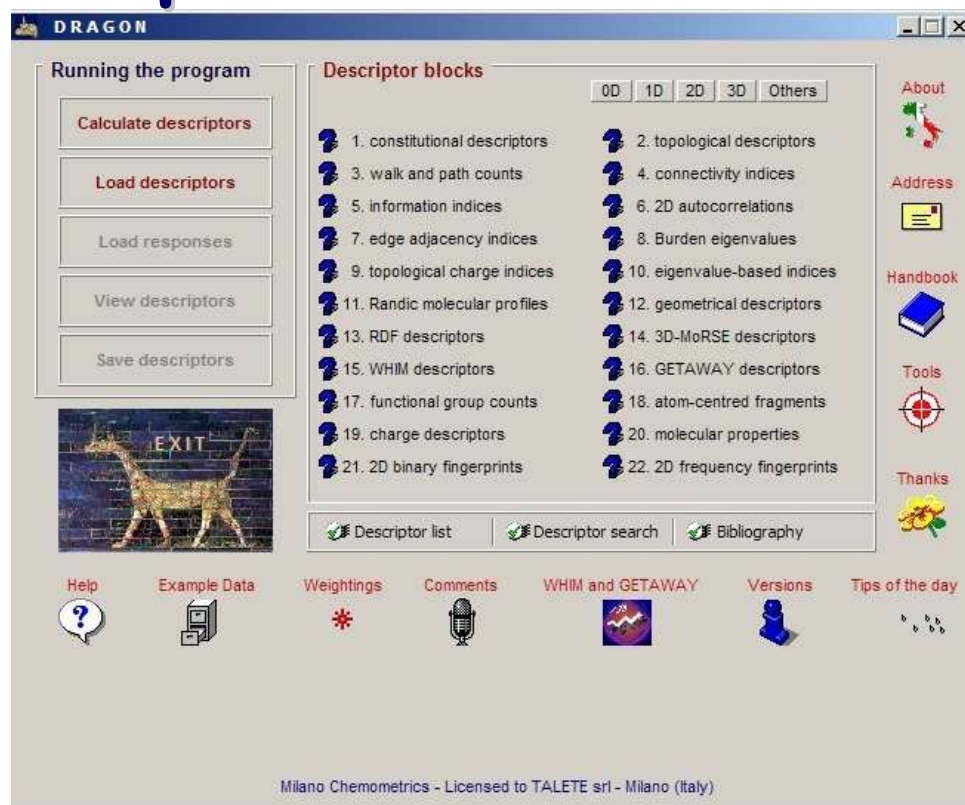 DRAGON
Running the program
Calculate descriptors
Load descriptors
Load responses
View descriptors
Save descriptors
EXIT
Descriptor blocks
0D 1D 2D 3D Others
1. constitutional descriptors
2. topological descriptors
3. walk and path counts
4. connectivity indices
5. information indices
6. 2D autocorrelations
7. edge adjacency indices
8. Burden eigenvalues
9. topological charge indices
10. eigenvalue-based indices
11. Randic molecular profiles
12. geometrical descriptors
13. RDF descriptors
14. 3D-MoRSE descriptors
15. WHIM descriptors
16. GETAWAY descriptors
17. functional group counts
18. atom-centred fragments
19. charge descriptors
20. molecular properties
21. 2D binary fingerprints
22. 2D frequency fingerprints
Descriptor list
Descriptor search
Bibliography
About
Address
Handbook
Tools
Thanks
Help
Example Data
Weightings
Comments
WHIM and GETAWAY
Versions
Tips of the day
Milano Chemometrics - Licensed to TALETE srl - Milano (Italy)